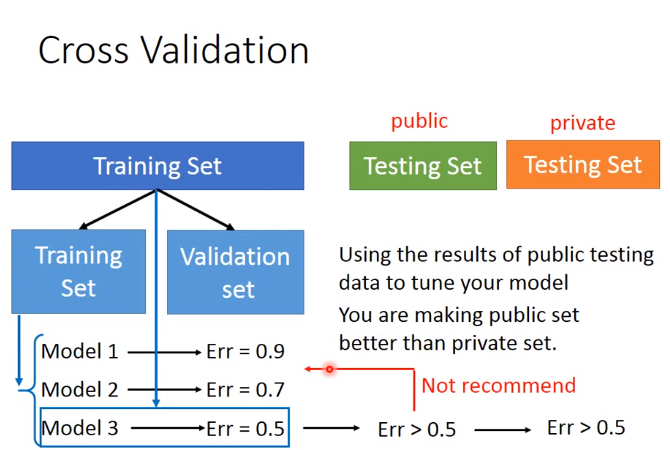 Cross Validation
public
private
Training Set
Testing Set
Testing Set
Training
Set
Validation
set
Using the results of public testing
data to tune your model
You are making public set
better than private set.
Model 1
Err = 0.9
Model 2
Err = 0.7
Not recommend
Model 3
Err = 0.5
Err > 0.5
Err > 0.5